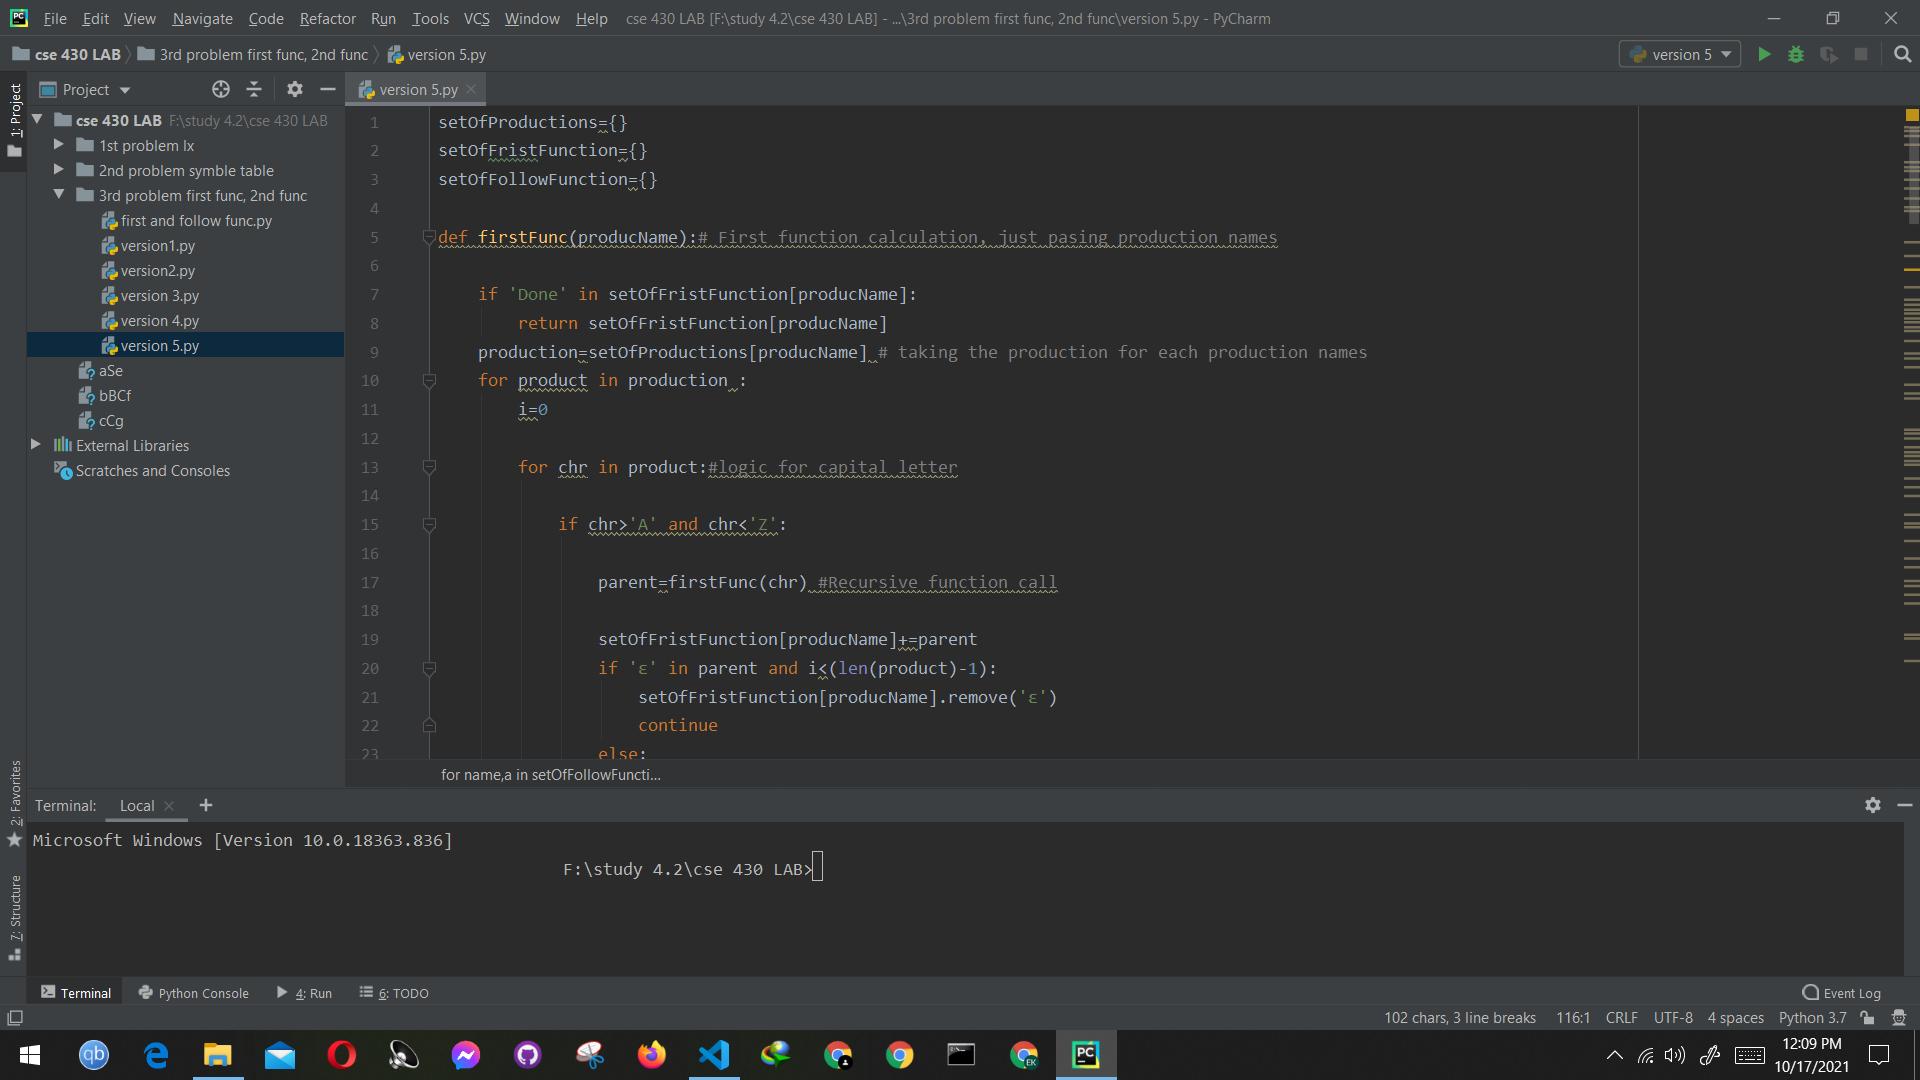 File Edit View Navigate Code Refactor Run Tools VCS Window Help cse 430 LAB [F:\study 4.2\cse 430 LAB] - ...\3rd problem first func, 2nd func\version 5.py - PyCharm
cse 430 LAB 3rd problem first func, 2nd func version 5.py version 5
1: Project
Project
version 5.py
cse 430 LAB F:\study 4.2\cse 430 LAB
1st problem lx
2nd problem symble table
3rd problem first func, 2nd func
first and follow func.py
version1.py
version2.py
version 3.py
version 4.py
version 5.py
aSe
bBCf
cCg
External Libraries
Scratches and Consoles
1 setOfProductions={}
2 setOfFristFunction={}
3 setOfFollowFunction={}
4
5 def firstFunc(producName):# First function calculation, just pasing production names
6
7 if 'Done' in setOfFristFunction[producName]:
8 return setOfFristFunction[producName]
9 production=setOfProductions[producName] # taking the production for each production names
10 for product in production :
11 i=0
12
13 for chr in product:#logic for capital letter
14
15 if chr>'A' and chr<'Z':
16
17 parent=firstFunc(chr) #Recursive function call
18
19 setOfFristFunction[producName]+=parent
20 if 'ε' in parent and i<(len(product)-1):
21 setOfFristFunction[producName].remove('ε')
22 continue
23 else:
for name,a in setOfFollowFuncti...
2: Favorites
7: Structure
Terminal: Local
Microsoft Windows [Version 10.0.18363.836]
F:\study 4.2\cse 430 LAB>
Terminal Python Console 4: Run 6: TODO Event Log
102 chars, 3 line breaks 116:1 CRLF UTF-8 4 spaces Python 3.7
qb
EK
PC
12:09 PM
10/17/2021